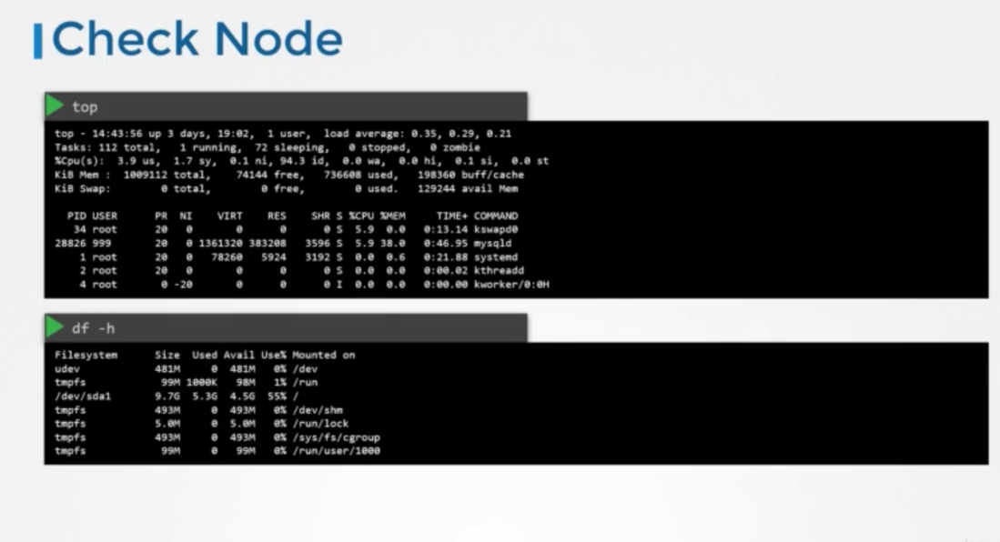 Check Node
top
top - 14:43:56 up 3 days, 19:02, 1 user, load average: 0.35, 0.29, 0.21
Tasks: 112 total, 1 running, 72 sleeping, 0 stopped, 0 zombie
%Cpu(s): 3.9 us, 1.7 sy, 0.1 ni, 94.3 id, 0.0 wa, 0.0 hi, 0.1 si, 0.0 st
KiB Mem : 1009112 total, 74144 free, 736608 used, 198360 buff/cache
KiB Swap: 0 total, 0 free, 0 used. 129244 avail Mem
PID USER PR NI VIRT RES SHR S %CPU %MEM TIME+ COMMAND
34 root 20 0 0 0 0 S 5.9 0.0 0:13.14 kswapd0
28826 999 20 0 1361320 383208 3596 S 5.9 38.0 0:46.95 mysqld
1 root 20 0 78260 5924 3192 S 0.0 0.6 0:21.88 systemd
2 root 20 0 0 0 0 S 0.0 0.0 0:00.02 kthreadd
4 root 0 -20 0 0 0 I 0.0 0.0 0:00.00 kworker/0:0H
df -h
Filesystem Size Used Avail Use% Mounted on
udev 481M 0 481M 0% /dev
tmpfs 99M 1000K 98M 1% /run
/dev/sda1 9.7G 5.3G 4.5G 55% /
tmpfs 493M 0 493M 0% /dev/shm
tmpfs 5.0M 0 5.0M 0% /run/lock
tmpfs 493M 0 493M 0% /sys/fs/cgroup
tmpfs 99M 0 99M 0% /run/user/1000